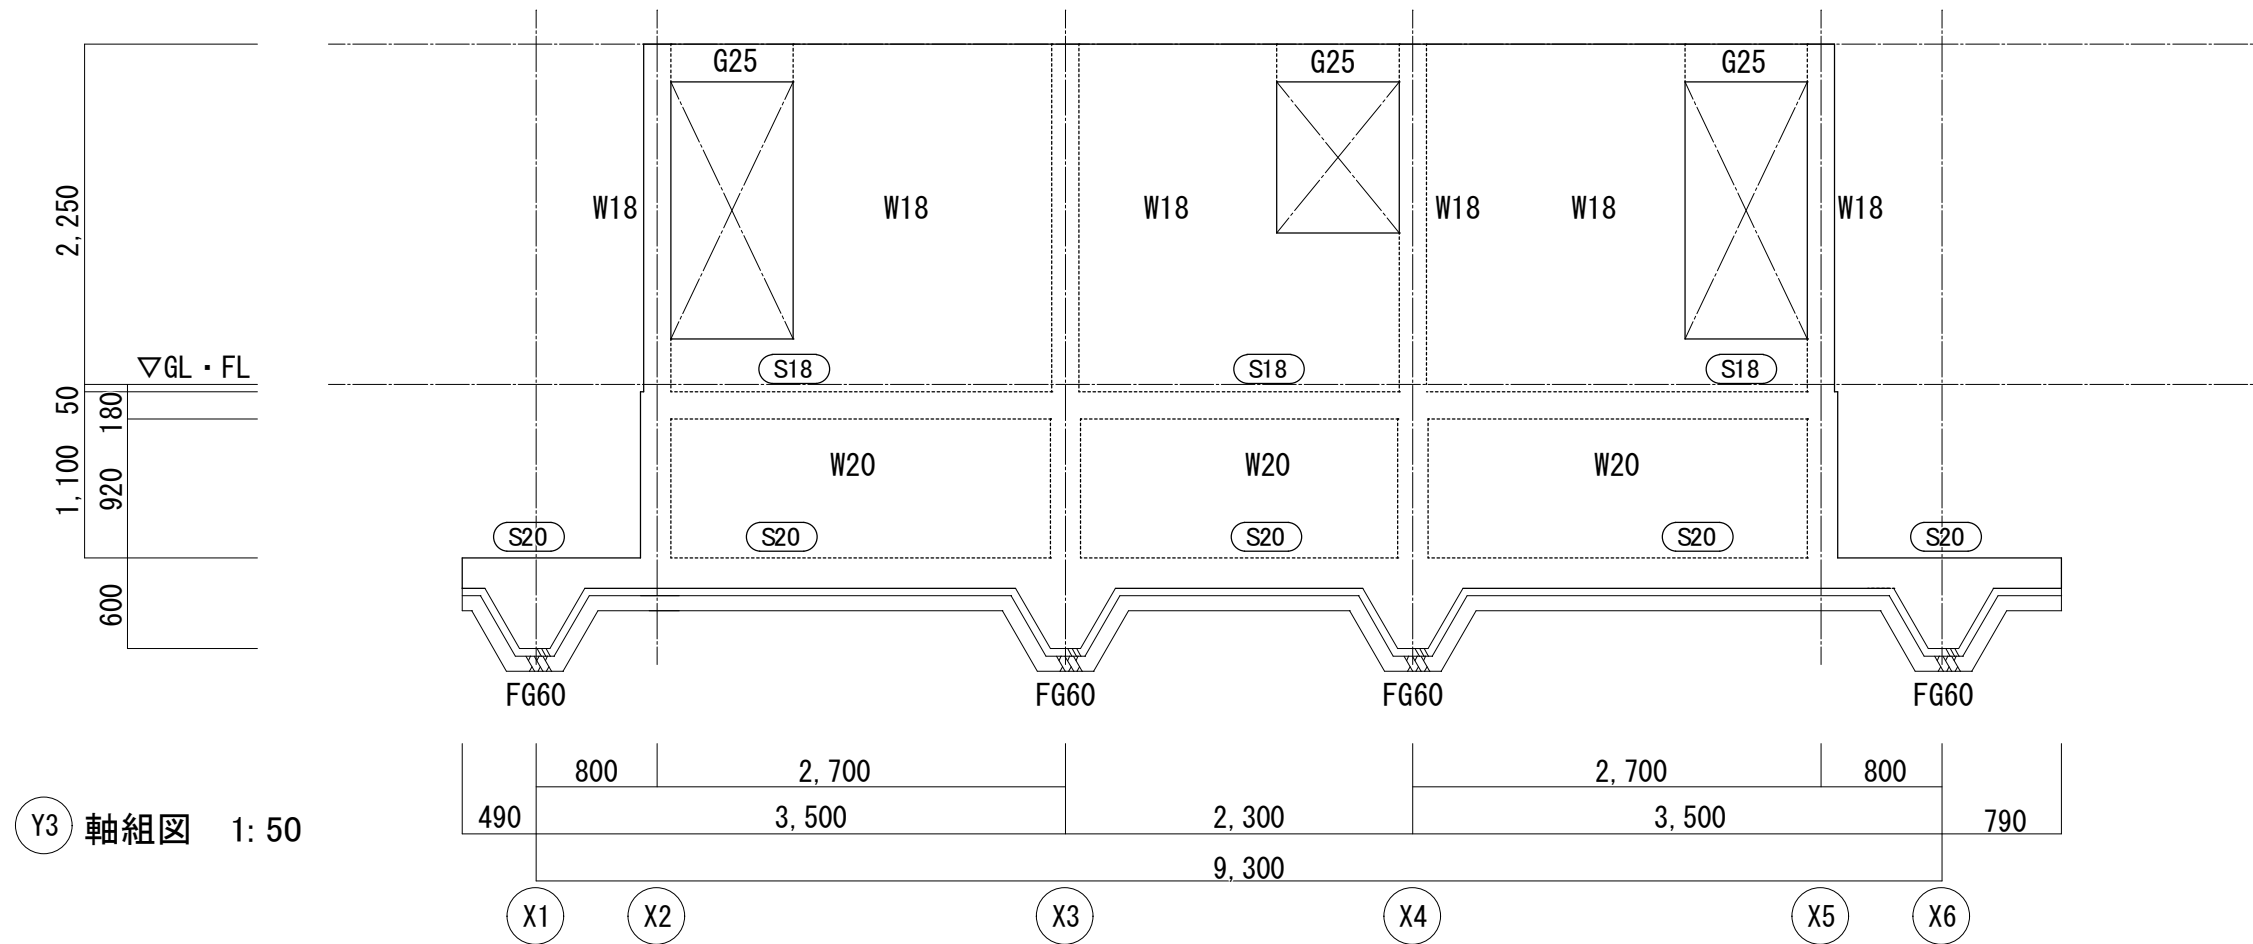 G25 G25 G25
2,250
W18 W18 W18 W18 W18 W18
▽GL・FL
S18 S18 S18
50
180
1,100
920
W20 W20 W20
S20 S20 S20 S20 S20
600
FG60 FG60 FG60 FG60
800 2,700 2,700 800
490 3,500 2,300 3,500 790
Y3 軸組図 1:50
9,300
X1 X2 X3 X4 X5 X6